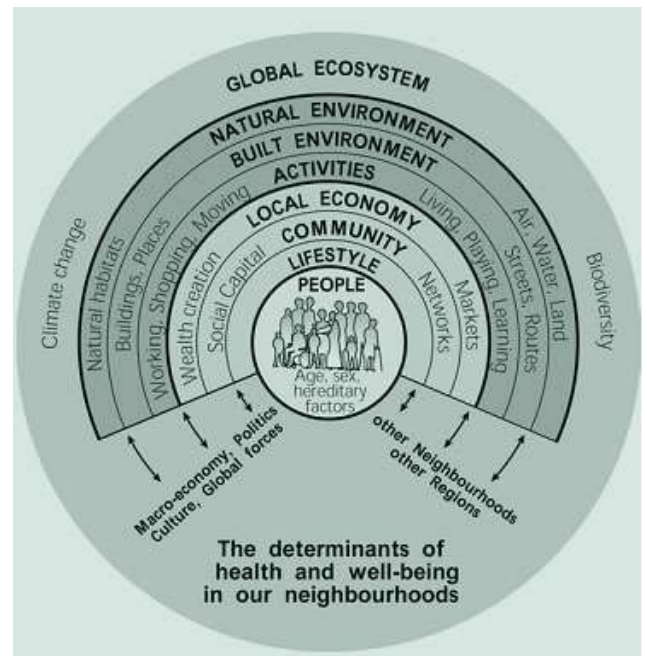 GLOBAL ECOSYSTEM
NATURAL ENVIRONMENT
BUILT ENVIRONMENT
ACTIVITIES
LOCAL ECONOMY
COMMUNITY
LIFESTYLE
PEOPLE
Age, sex,
hereditary
factors
Climate change
Natural habitats
Buildings, Places
Working, Shopping, Moving
Wealth creation
Social Capital
Networks
Markets
Living, Playing, Learning
Streets, Routes
Air, Water, Land
Biodiversity
Macro-economy, Politics
Culture, Global forces
other Neighbourhoods
other Regions
The determinants of
health and well-being
in our neighbourhoods